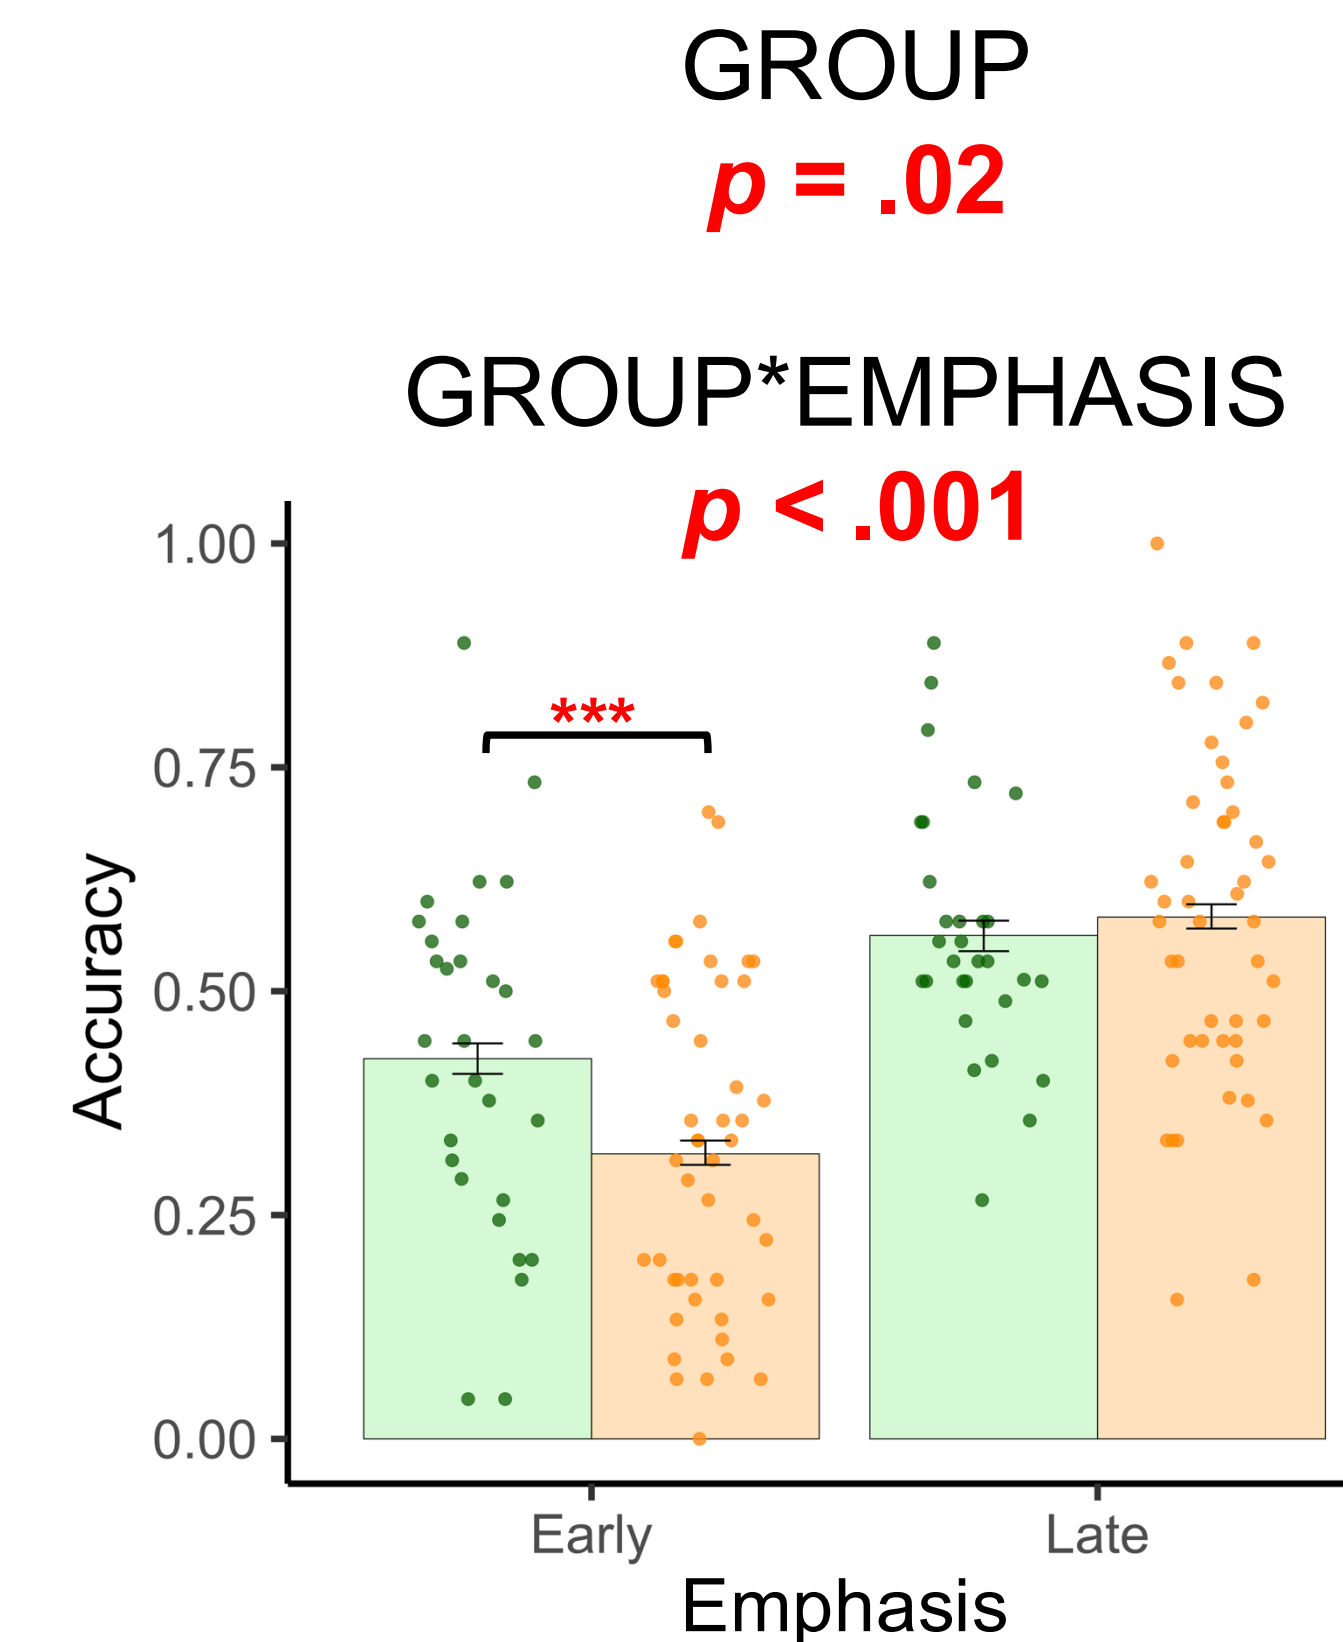 GROUP
p = .02
GROUP*EMPHASIS
p < .001
1.00
***
0.75
0.50
0.25
0.00
Accuracy
Early Late
Emphasis